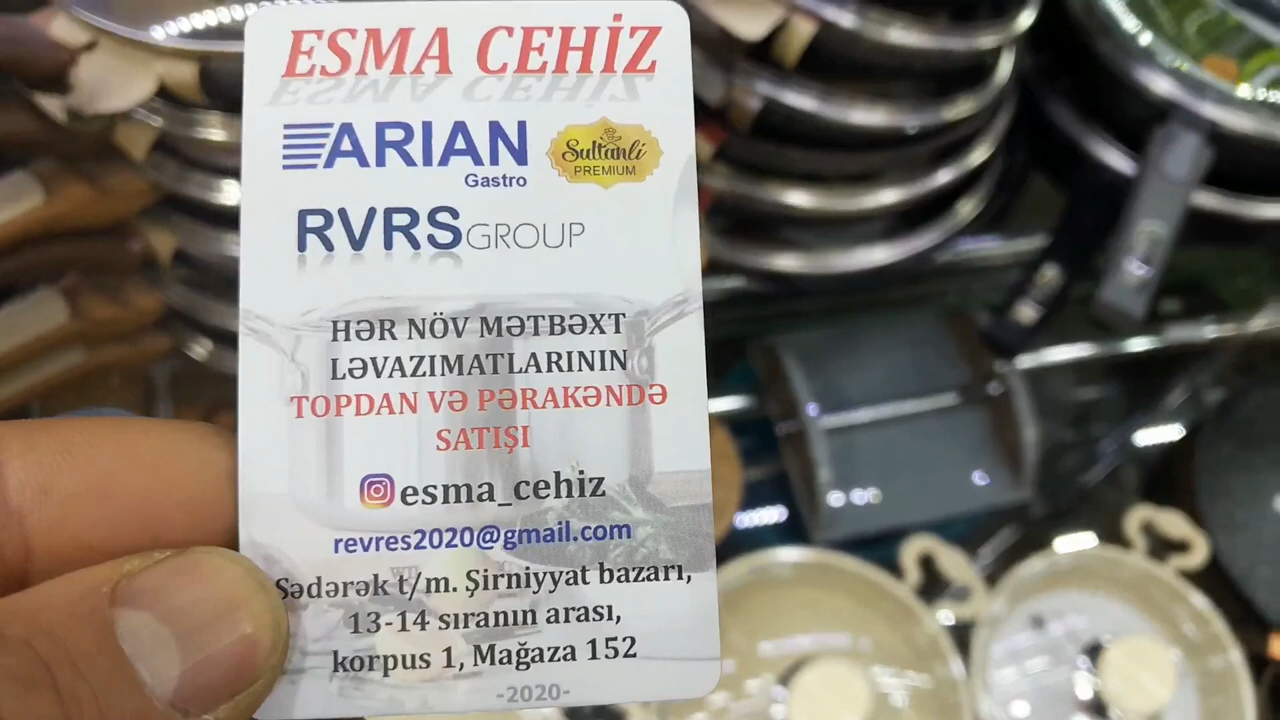 ESMA CEHİZ
ARIAN
Gastro
Sultanli
PREMIUM
RVRS GROUP
HƏR NÖV MƏTBƏXT
LƏVAZIMATLARININ
TOPDAN VƏ PƏRAKƏNDƏ
SATIŞI
esma_cehiz
revres2020@gmail.com
Sədərək t/m. Şirniyyat bazarı,
13-14 sıranın arası,
korpus 1, Mağaza 152
-2020-